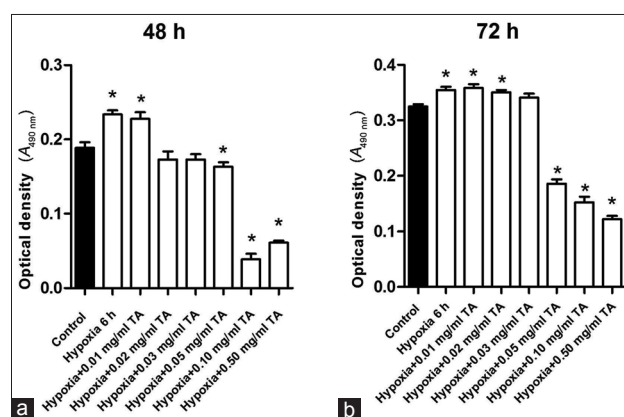 48 h
Optical density (A490 nm)
0.3
0.2
0.1
0.0
*
*
*
*
*
Control
Hypoxia 6 h
Hypoxia+0.01 mg/ml TA
Hypoxia+0.02 mg/ml TA
Hypoxia+0.03 mg/ml TA
Hypoxia+0.05 mg/ml TA
Hypoxia+0.10 mg/ml TA
Hypoxia+0.50 mg/ml TA
a
72 h
Optical density (A490 nm)
0.4
0.3
0.2
0.1
0.0
*
*
*
*
*
*
Control
Hypoxia 6 h
Hypoxia+0.01 mg/ml TA
Hypoxia+0.02 mg/ml TA
Hypoxia+0.03 mg/ml TA
Hypoxia+0.05 mg/ml TA
Hypoxia+0.10 mg/ml TA
Hypoxia+0.50 mg/ml TA
b